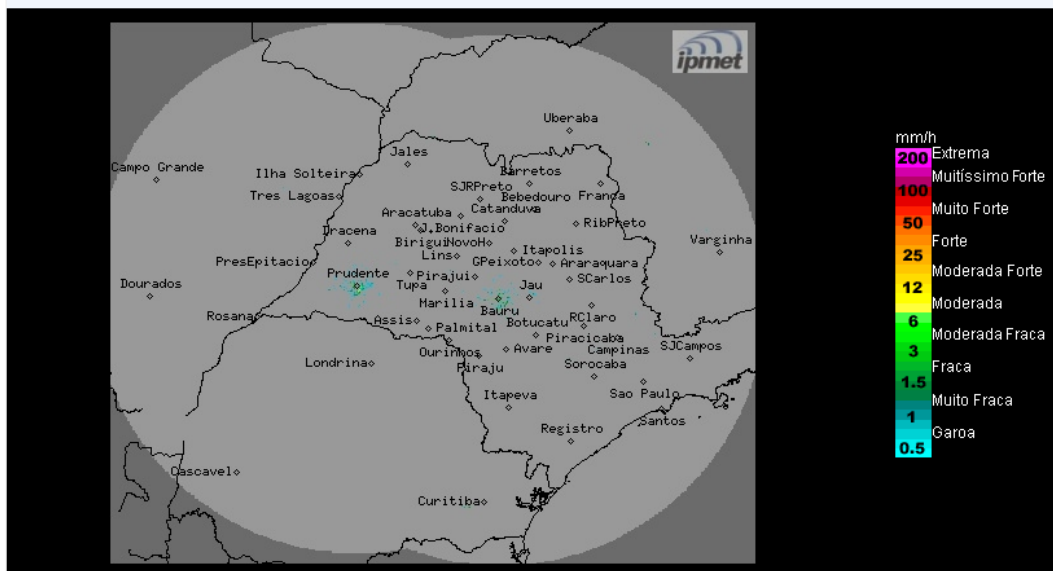 ipmet
Uberaba
Jales
Campo Grande
Ilha Solteira
Barretos
SJRPreto
Tres Lagoas
Bebedouro
Franca
Catanduva
Aracatuba
J.Bonifacio
RibPreto
Dracena
Birigui
NovoH
Itapolis
Varginha
Lins
PresEpitacio
GPeixoto
Araraquara
Prudente
Pirajui
SCarlos
Dourados
Tupa
Jau
Marilia
Bauru
Rosana
Assis
Palmital
Botucatu
RClaro
Piracicaba
Ourinhos
Avare
Campinas
SJCampos
Londrina
Piraju
Sorocaba
Itapeva
Sao Paulo
Santos
Registro
Cascavel
Curitiba
mm/h
Extrema
200
Muitíssimo Forte
100
Muito Forte
50
Forte
25
Moderada Forte
12
Moderada
6
Moderada Fraca
3
Fraca
1.5
Muito Fraca
1
Garoa
0.5